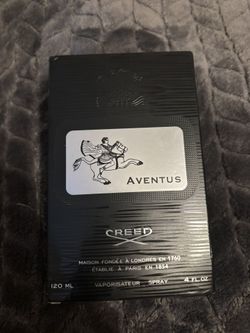 AVENTUS
CREED
MAISON FONDÉE À LONDRES EN 1760
ÉTABLIE À PARIS EN 1854
120 ML VAPORISATEUR SPRAY 4 FL.OZ